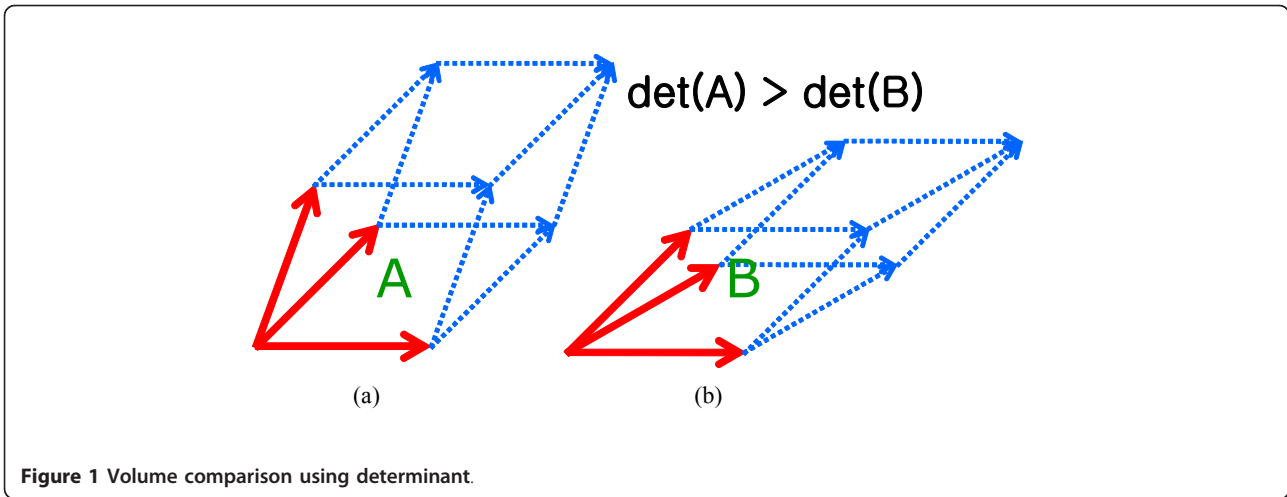 det(A) > det(B)
A
B
(a)
(b)
Figure 1 Volume comparison using determinant.